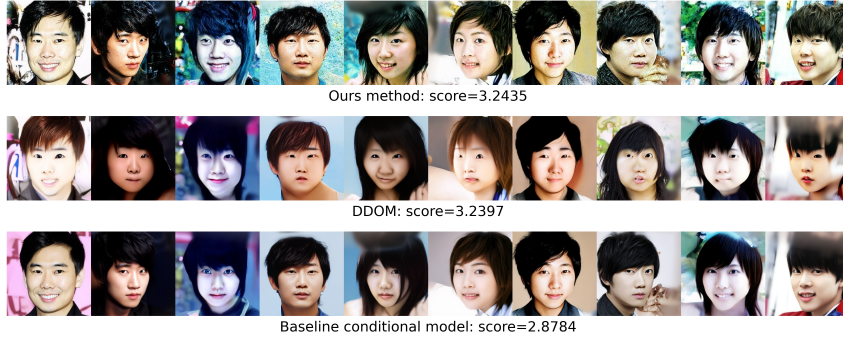 Ours method: score=3.2435
DDOM: score=3.2397
Baseline conditional model: score=2.8784